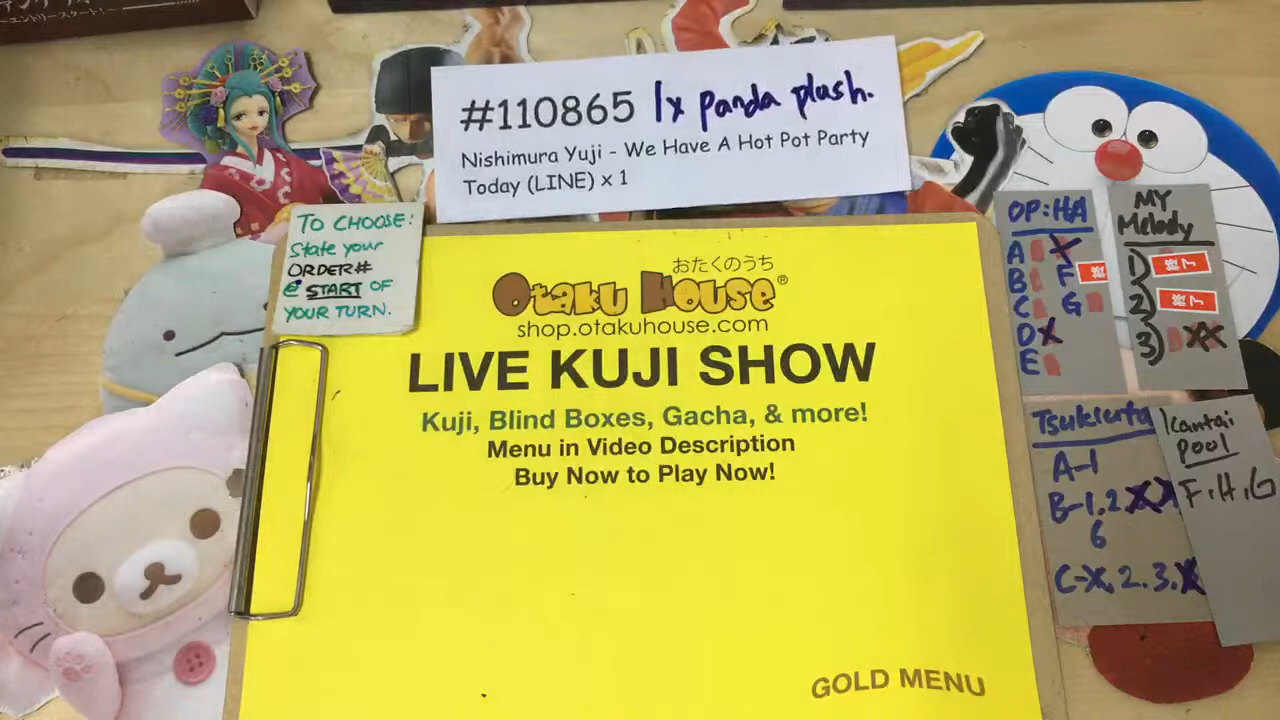 #110865 1x panda plush.
Nishimura Yuji - We Have A Hot Pot Party
Today (LINE) x 1
TO CHOOSE:
State your
ORDER#
@ START OF
YOUR TURN.
おたくのうち
Otaku House®
shop.otakuhouse.com
LIVE KUJI SHOW
Kuji, Blind Boxes, Gacha, & more!
Menu in Video Description
Buy Now to Play Now!
GOLD MENU
OP:HA
A
B F
C G
D
E
MY
Melody
1)
2)
3)
Tsukiuta
A-1
B-1,2
6
C-X,2,3,X
Kantai
pool
F,H,G